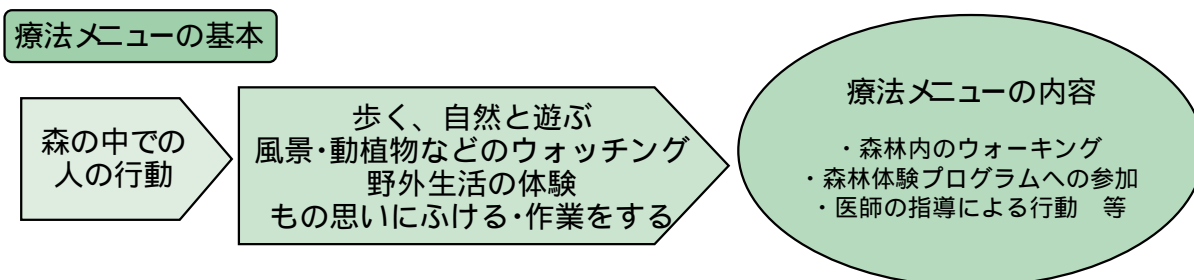 療法メニューの基本
森の中での
人の行動
歩く、自然と遊ぶ
風景・動植物などのウォッチング
野外生活の体験
もの思いにふける・作業をする
療法メニューの内容
・森林内のウォーキング
・森林体験プログラムへの参加
・医師の指導による行動　等